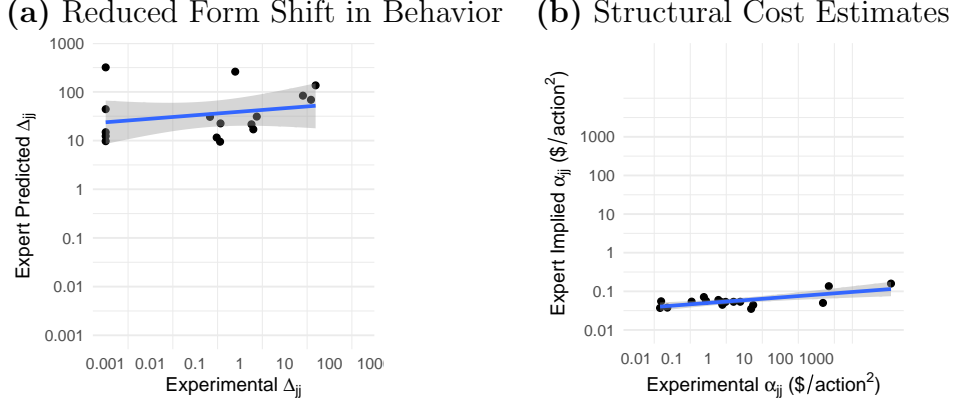 (a) Reduced Form Shift in Behavior
1000
100
10
1
0.1
0.01
0.001
Expert Predicted Δjj
0.001 0.01 0.1 1 10 100 1000
Experimental Δjj
(b) Structural Cost Estimates
1000
100
10
1
0.1
0.01
Expert Implied αjj ($/action²)
0.01 0.1 1 10 100 1000
Experimental αjj ($/action²)